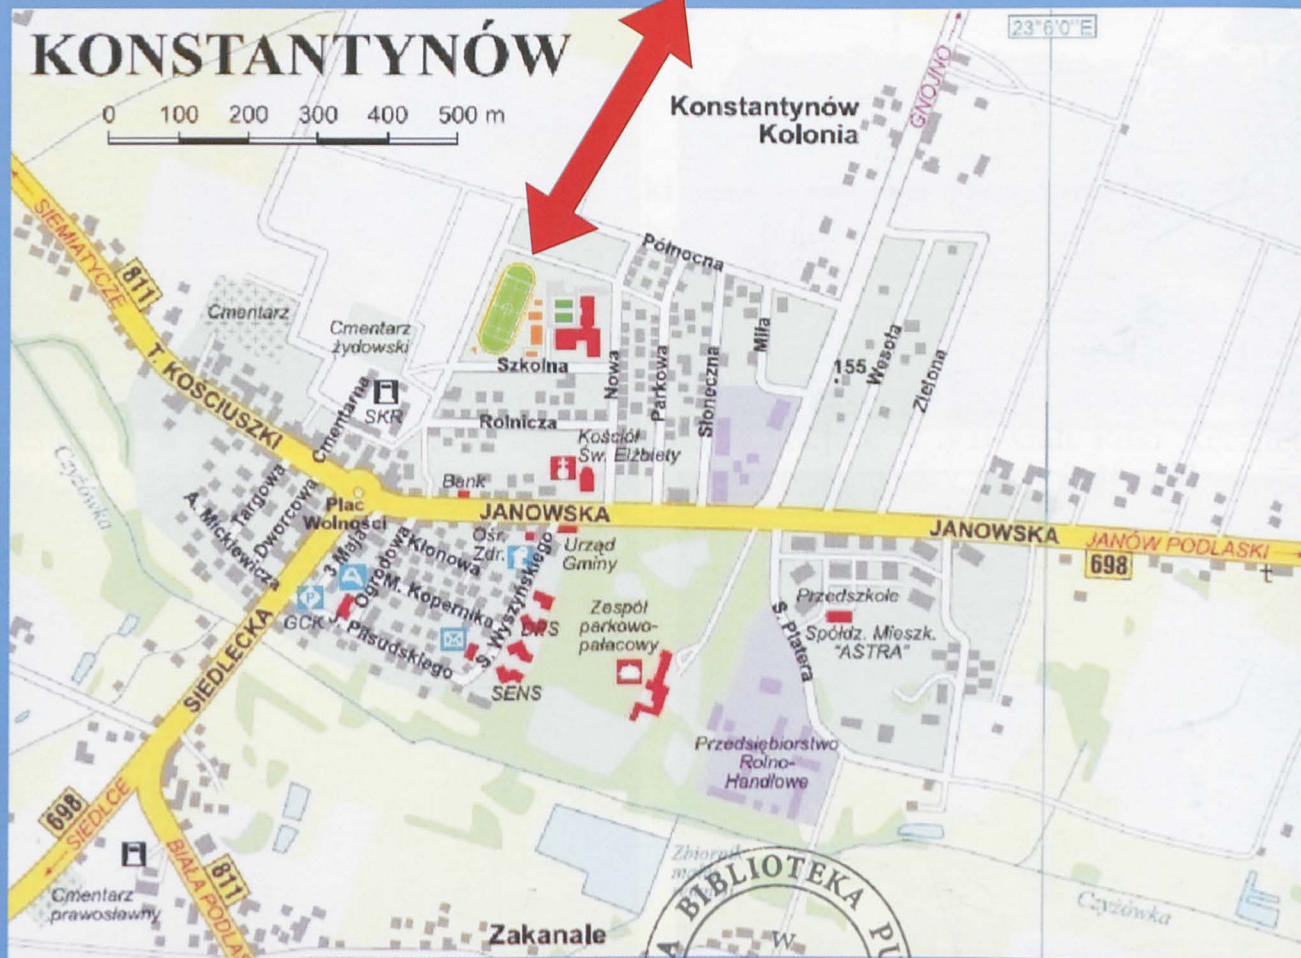 KONSTANTYNÓW
0 100 200 300 400 500 m
23°6'0"E
GNOJNO
Konstantynów
Kolonia
SIEMIATYCZE
811
Cmentarz
Cmentarz
żydowski
Północna
Szkolna
Nowa
Parkowa
Słoneczna
Miła
155
Wesoła
Zielona
T. KOŚCIUSZKI
Cmentarna
SKR
Rolnicza
Kościół
Św. Elżbiety
Bank
Czyżówka
Targowa
Dworcowa
A. Mickiewicza
Plac
Wolności
JANOWSKA
JANOWSKA
JANÓW PODLASKI
698
3 Maja
Ogrodowa
Klonowa
Ośr.
Zdr.
Urząd
Gminy
M. Kopernika
S. Wyszyńskiego
P
GCK
J. Piłsudskiego
DPS
SENS
Zespół
parkowo-
pałacowy
Przedszkole
Spółdz. Mieszk.
"ASTRA"
S. Platera
SIEDLECKA
Przedsiębiorstwo
Rolno-
Handlowe
698
SIEDLCE
811
BIAŁA PODLAS
Cmentarz
prawosławny
Zakanale
Zbiornik
Czyżówka
A BIBLIOTEKA PU
W